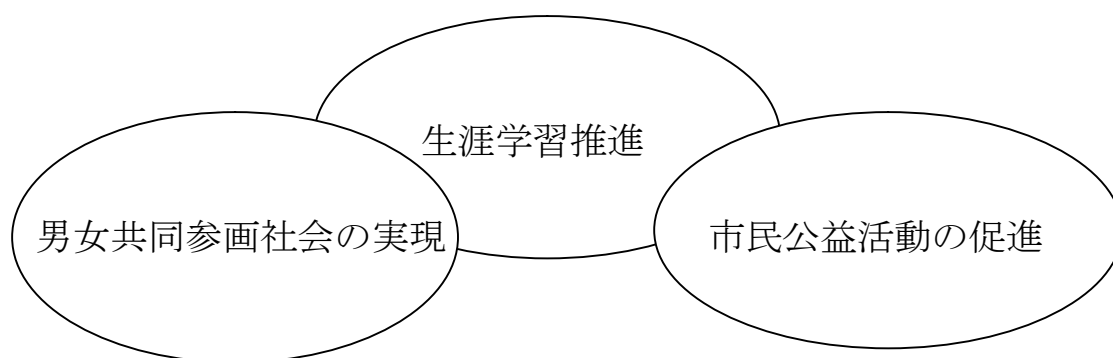 生涯学習推進
男女共同参画社会の実現
市民公益活動の促進